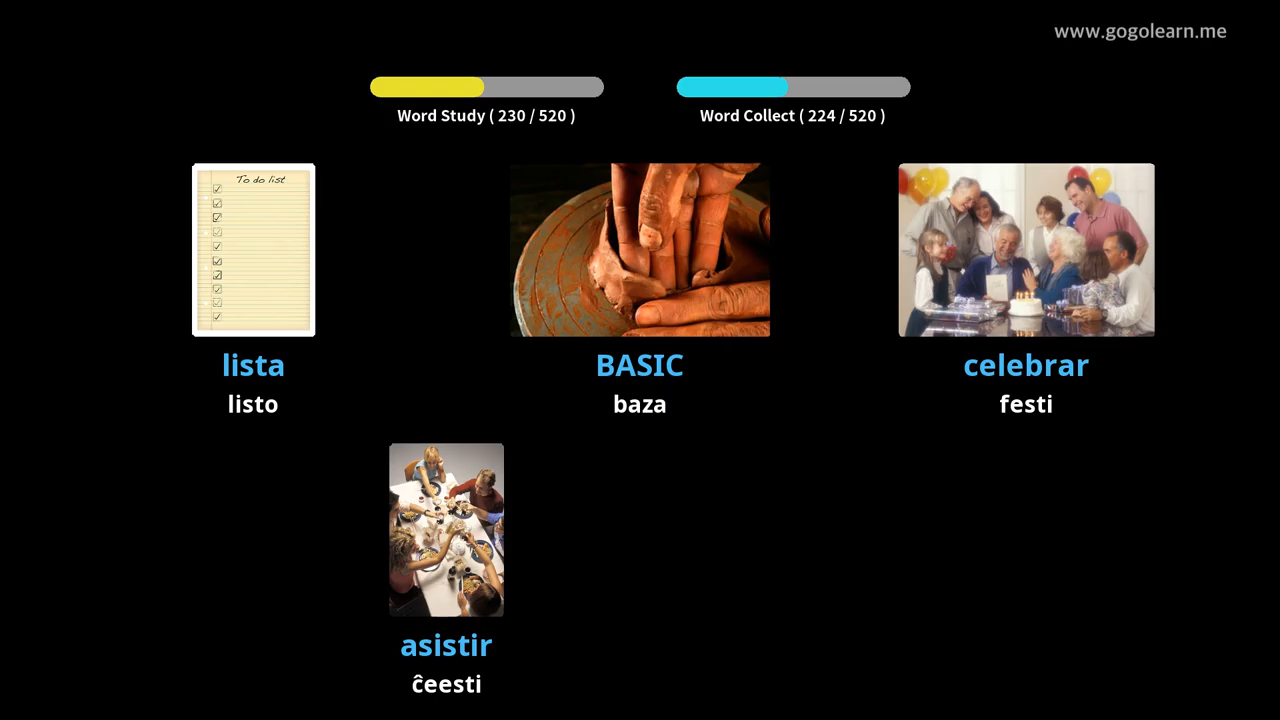 www.gogolearn.me
Word Study ( 230 / 520 )
Word Collect ( 224 / 520 )
To do list
lista
listo
BASIC
baza
celebrar
festi
asistir
ĉeesti